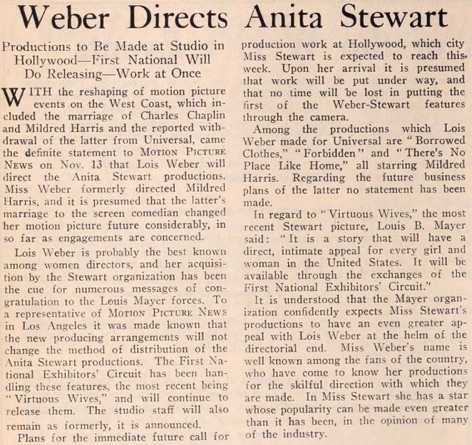 Weber Directs Anita Stewart
Productions to Be Made at Studio in
Hollywood—First National Will
Do Releasing—Work at Once
WITH the reshaping of motion picture
events on the West Coast, which in-
cluded the marriage of Charles Chaplin
and Mildred Harris and the reported with-
drawal of the latter from Universal, came
the definite statement to MOTION PICTURE
NEWS on Nov. 13 that Lois Weber will
direct the Anita Stewart productions.
Miss Weber formerly directed Mildred
Harris, and it is presumed that the latter's
marriage to the screen comedian changed
her motion picture future considerably, in
so far as engagements are concerned.
Lois Weber is probably the best known
among women directors, and her acquisi-
tion by the Stewart organization has been
the cue for numerous messages of con-
gratulation to the Louis Mayer forces. To
a representative of MOTION PICTURE NEWS
in Los Angeles it was made known that
the new producing arrangements will not
change the method of distribution of the
Anita Stewart productions. The First Na-
tional Exhibitors' Circuit has been han-
dling these features, the most recent being
"Virtuous Wives," and will continue to
release them. The studio staff will also
remain as formerly, it is announced.
Plans for the immediate future call for
production work at Hollywood, which city
Miss Stewart is expected to reach this
week. Upon her arrival it is presumed
that work will be put under way, and
that no time will be lost in putting the
first of the Weber-Stewart features
through the camera.
Among the productions which Lois
Weber made for Universal are "Borrowed
Clothes," "Forbidden" and "There's No
Place Like Home," all starring Mildred
Harris. Regarding the future business
plans of the latter no statement has been
made.
In regard to "Virtuous Wives," the most
recent Stewart picture, Louis B. Mayer
said: "It is a story that will have a
direct, intimate appeal for every girl and
woman in the United States. It will be
available through the exchanges of the
First National Exhibitors' Circuit."
It is understood that the Mayer organ-
ization confidently expects Miss Stewart's
productions to have an even greater ap-
peal with Lois Weber at the helm of the
directorial end. Miss Weber's name is
well known among the fans of the country,
who have come to know her productions
for the skilful direction with which they
are made. In Miss Stewart she has a star
whose popularity can be made even greater
than it has been, in the opinion of many
of the industry.